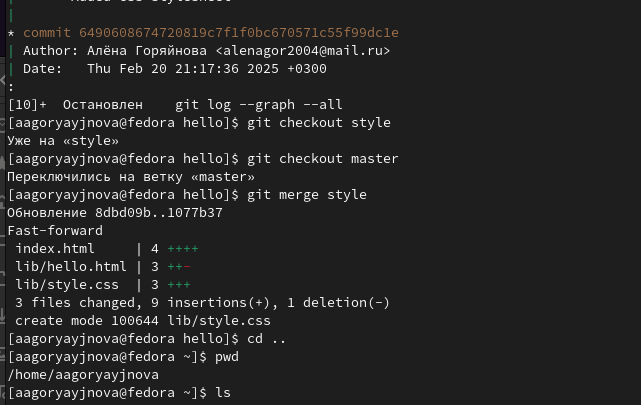 |
* commit 6490608674720819c7f1f0bc670571c55f99dc1e
| Author: Алёна Горяйнова <alenagor2004@mail.ru>
| Date:   Thu Feb 20 21:17:36 2025 +0300
:
[10]+  Остановлен    git log --graph --all
[aagoryayjnova@fedora hello]$ git checkout style
Уже на «style»
[aagoryayjnova@fedora hello]$ git checkout master
Переключились на ветку «master»
[aagoryayjnova@fedora hello]$ git merge style
Обновление 8dbd09b..1077b37
Fast-forward
 index.html     | 4 ++++
 lib/hello.html | 3 ++-
 lib/style.css  | 3 +++
 3 files changed, 9 insertions(+), 1 deletion(-)
 create mode 100644 lib/style.css
[aagoryayjnova@fedora hello]$ cd ..
[aagoryayjnova@fedora ~]$ pwd
/home/aagoryayjnova
[aagoryayjnova@fedora ~]$ ls